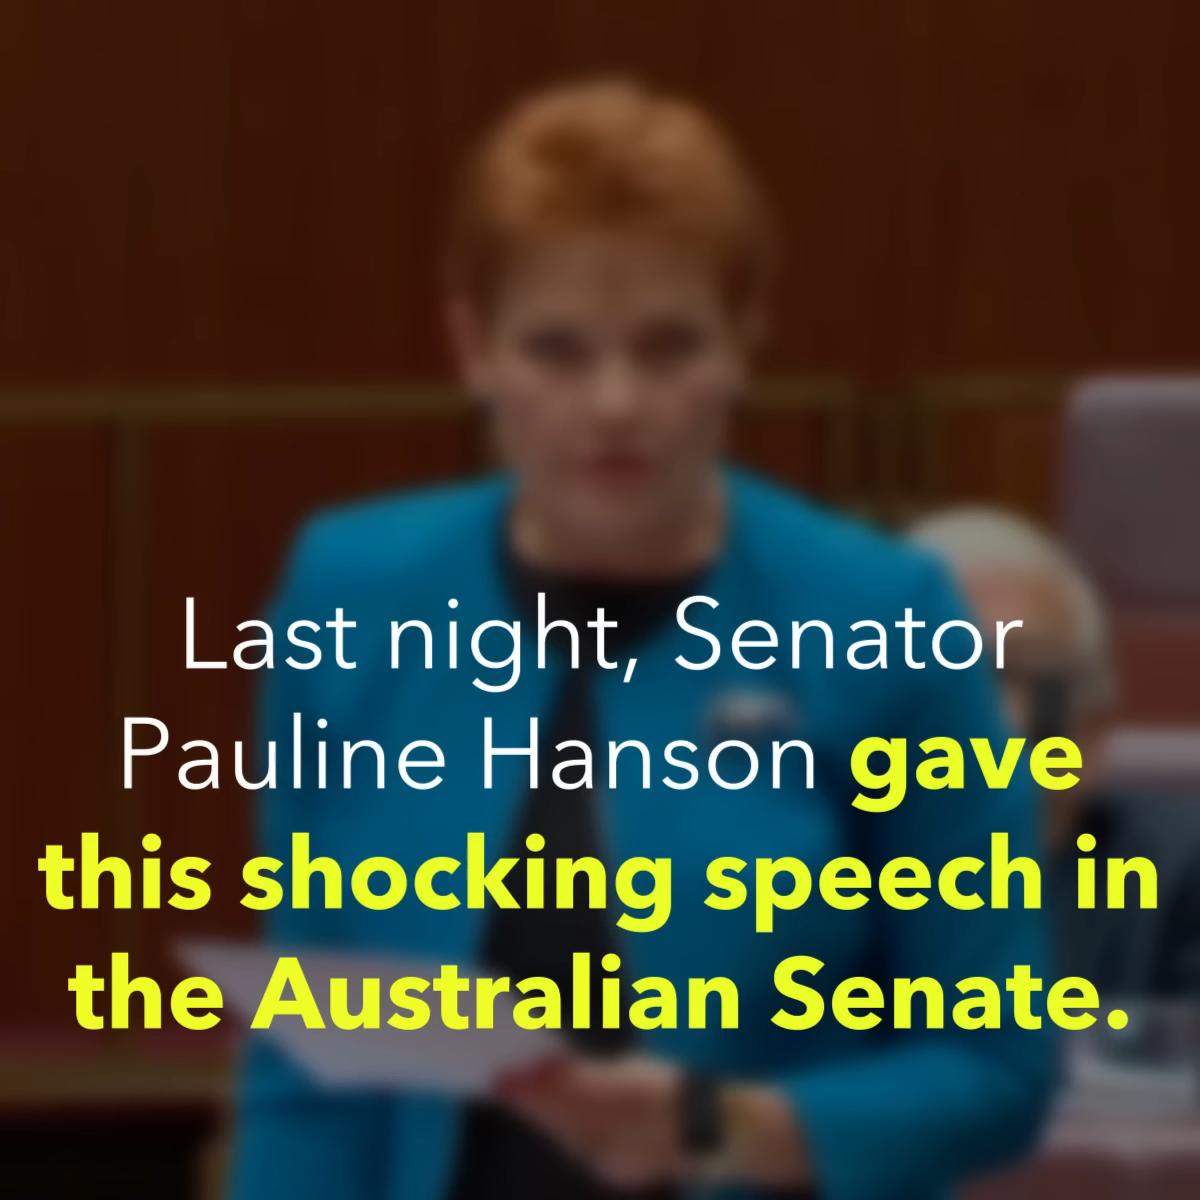 Last night, Senator
Pauline Hanson gave
this shocking speech in
the Australian Senate.